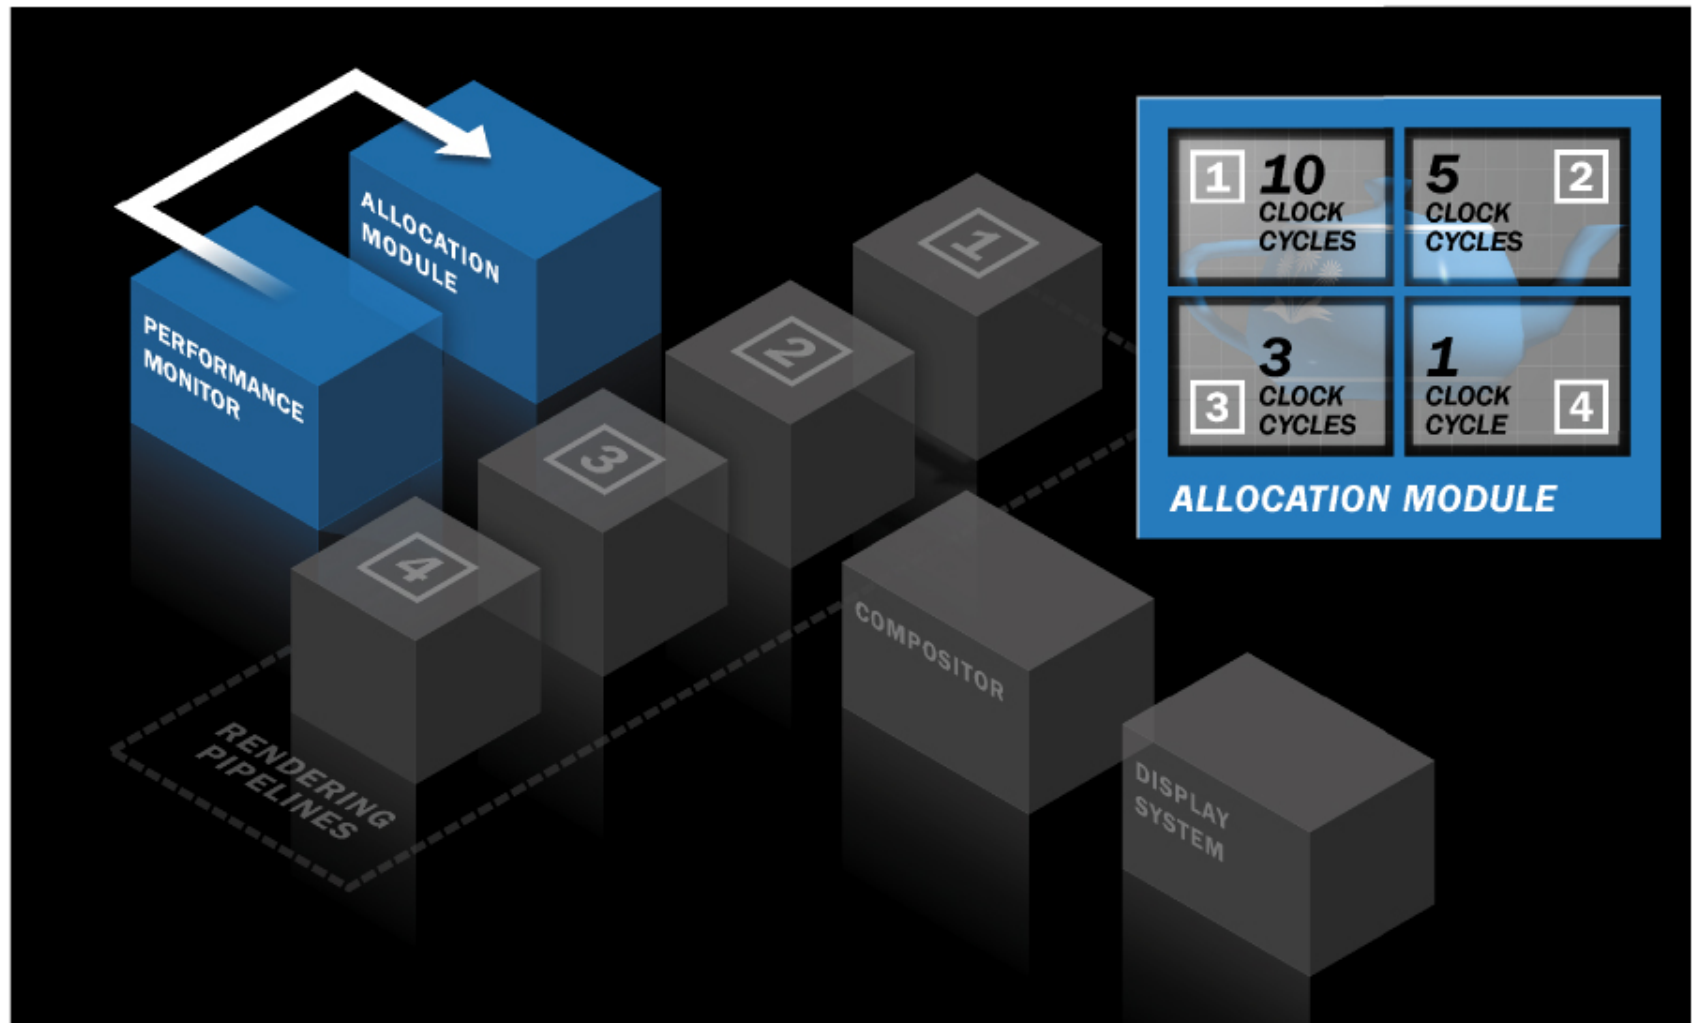 ALLOCATION
MODULE
PERFORMANCE
MONITOR
1
2
3
4
RENDERING
PIPELINES
COMPOSITOR
DISPLAY
SYSTEM
1 10
CLOCK
CYCLES
5 2
CLOCK
CYCLES
3
3 CLOCK
CYCLES
1
CLOCK 4
CYCLE
ALLOCATION MODULE